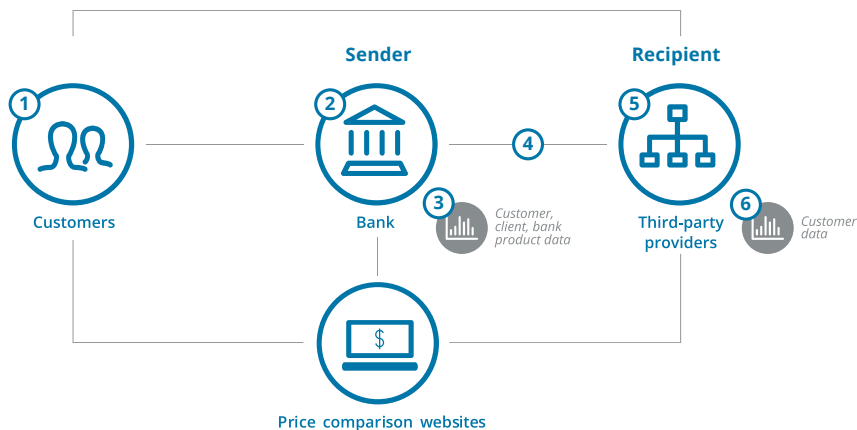 Sender
Recipient
1
2
4
5
3
6
Customers
Bank
Customer,
client, bank
product data
Third-party
providers
Customer
data
$
Price comparison websites